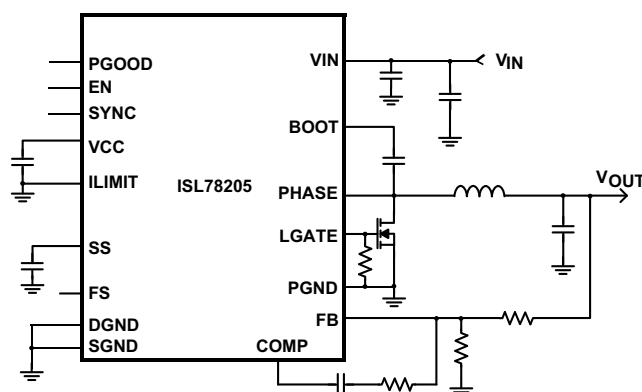 PGOOD
EN
SYNC
VCC
ILIMIT
SS
FS
DGND
SGND
ISL78205
VIN
BOOT
PHASE
LGATE
PGND
FB
COMP
VIN
VOUT